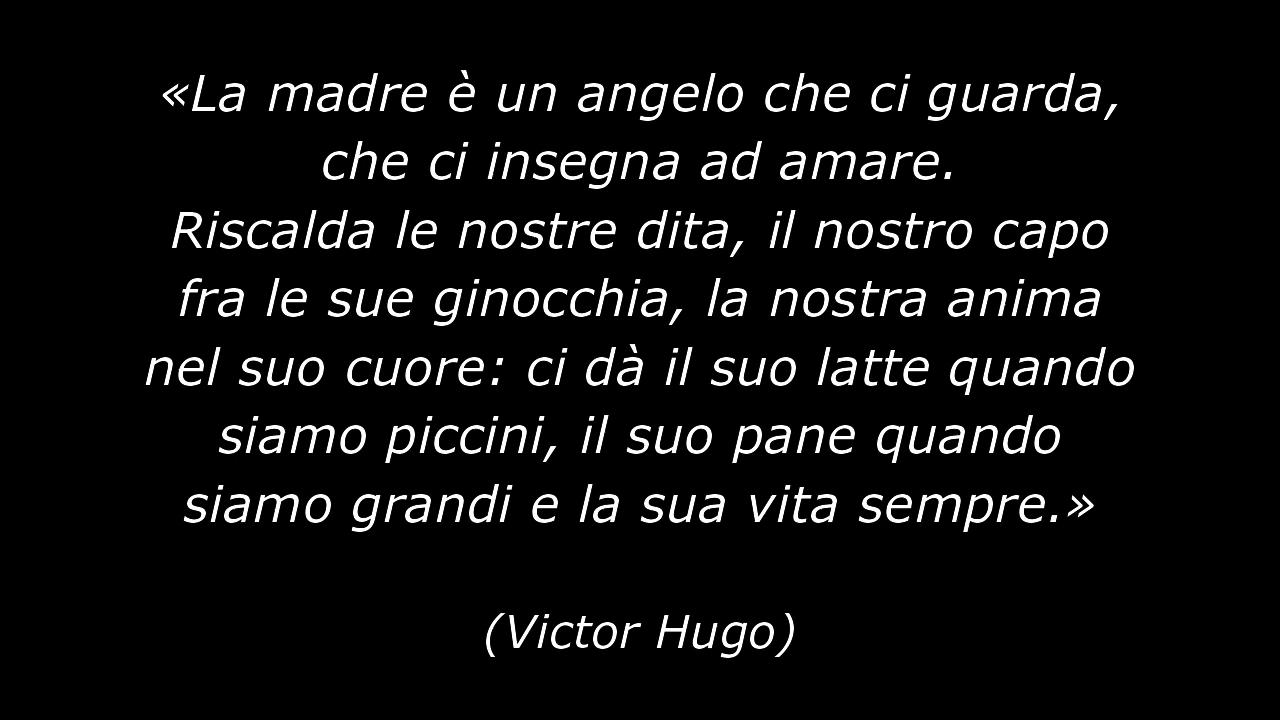 «La madre è un angelo che ci guarda,
che ci insegna ad amare.
Riscalda le nostre dita, il nostro capo
fra le sue ginocchia, la nostra anima
nel suo cuore: ci dà il suo latte quando
siamo piccini, il suo pane quando
siamo grandi e la sua vita sempre.»
(Victor Hugo)